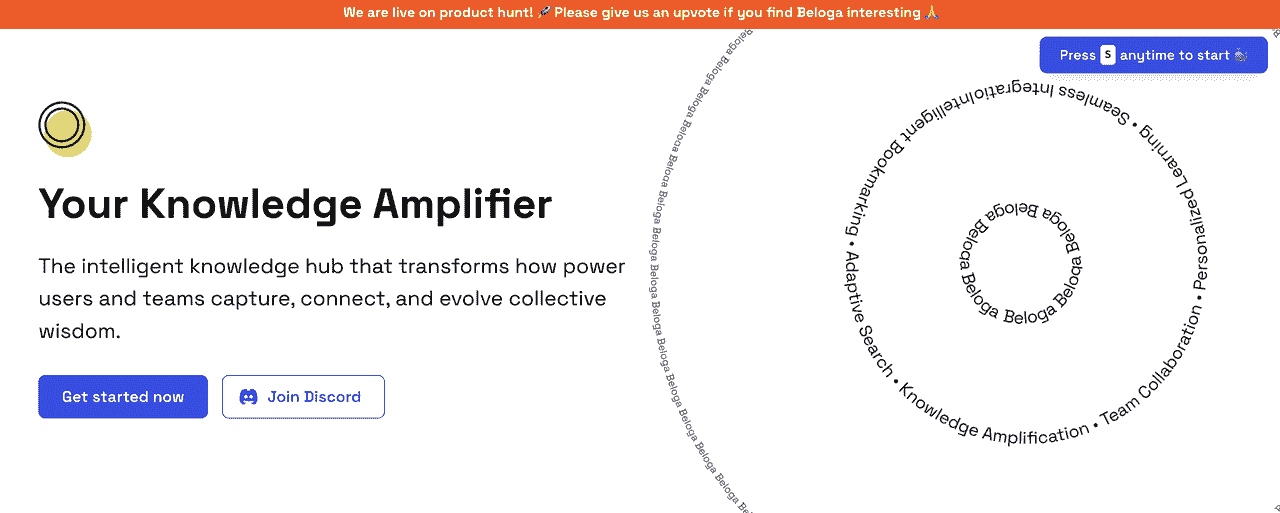 We are live on product hunt! 🚀 Please give us an upvote if you find Beloga interesting 🙏
Press S anytime to start 🐳
Your Knowledge Amplifier
The intelligent knowledge hub that transforms how power
users and teams capture, connect, and evolve collective
wisdom.
Get started now
Join Discord
Beloga Beloga Beloga Beloga Beloga Beloga Beloga Beloga Beloga Beloga Beloga Beloga Beloga Beloga Beloga
Intelligent Bookmarking • Adaptive Search • Knowledge Amplification • Team Collaboration • Personalized Learning • Seamless Integration
Beloga Beloga Beloga Beloga Beloga Beloga